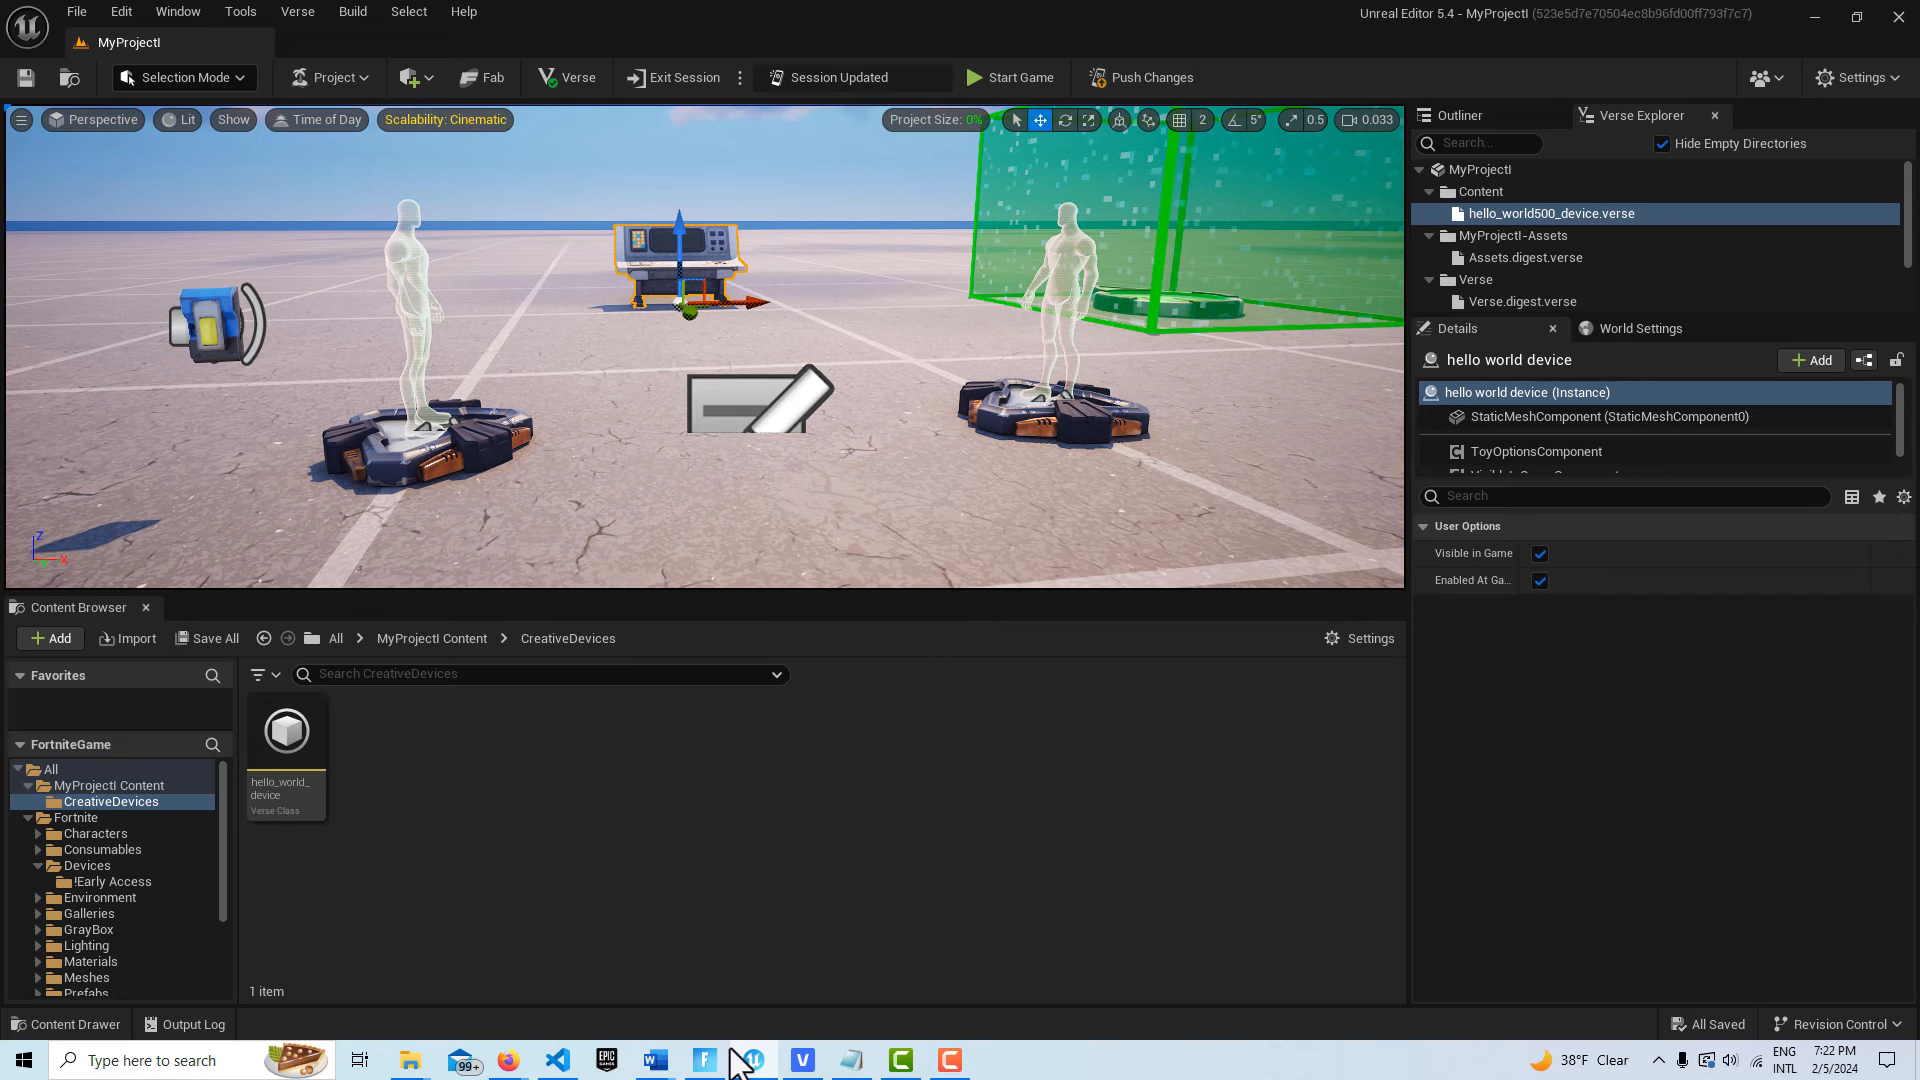 File Edit Window Tools Verse Build Select Help
Unreal Editor 5.4 - MyProjectI (523e5d7e70504ec8b96fd00ff793f7c7)
MyProjectI
Selection Mode Project Fab Verse Exit Session Session Updated Start Game Push Changes Settings
Perspective Lit Show Time of Day Scalability: Cinematic Project Size: 0% 2 5° 0.5 0.033
Outliner Verse Explorer
Search...
Hide Empty Directories
MyProjectI
Content
hello_world500_device.verse
MyProjectI-Assets
Assets.digest.verse
Verse
Verse.digest.verse
Details World Settings
hello world device
Add
hello world device (Instance)
StaticMeshComponent (StaticMeshComponent0)
ToyOptionsComponent
Search
User Options
Visible in Game
Enabled At Ga...
Z
X
Content Browser
Add Import Save All All MyProjectI Content CreativeDevices Settings
Favorites
Search CreativeDevices
FortniteGame
All
MyProjectI Content
CreativeDevices
Fortnite
Characters
Consumables
Devices
!Early Access
Environment
Galleries
GrayBox
Lighting
Materials
Meshes
Prefabs
hello_world_
device
Verse Class
1 item
Content Drawer Output Log All Saved Revision Control
Type here to search
99+
EPIC
GAMES
38°F Clear
ENG
INTL
7:22 PM
2/5/2024